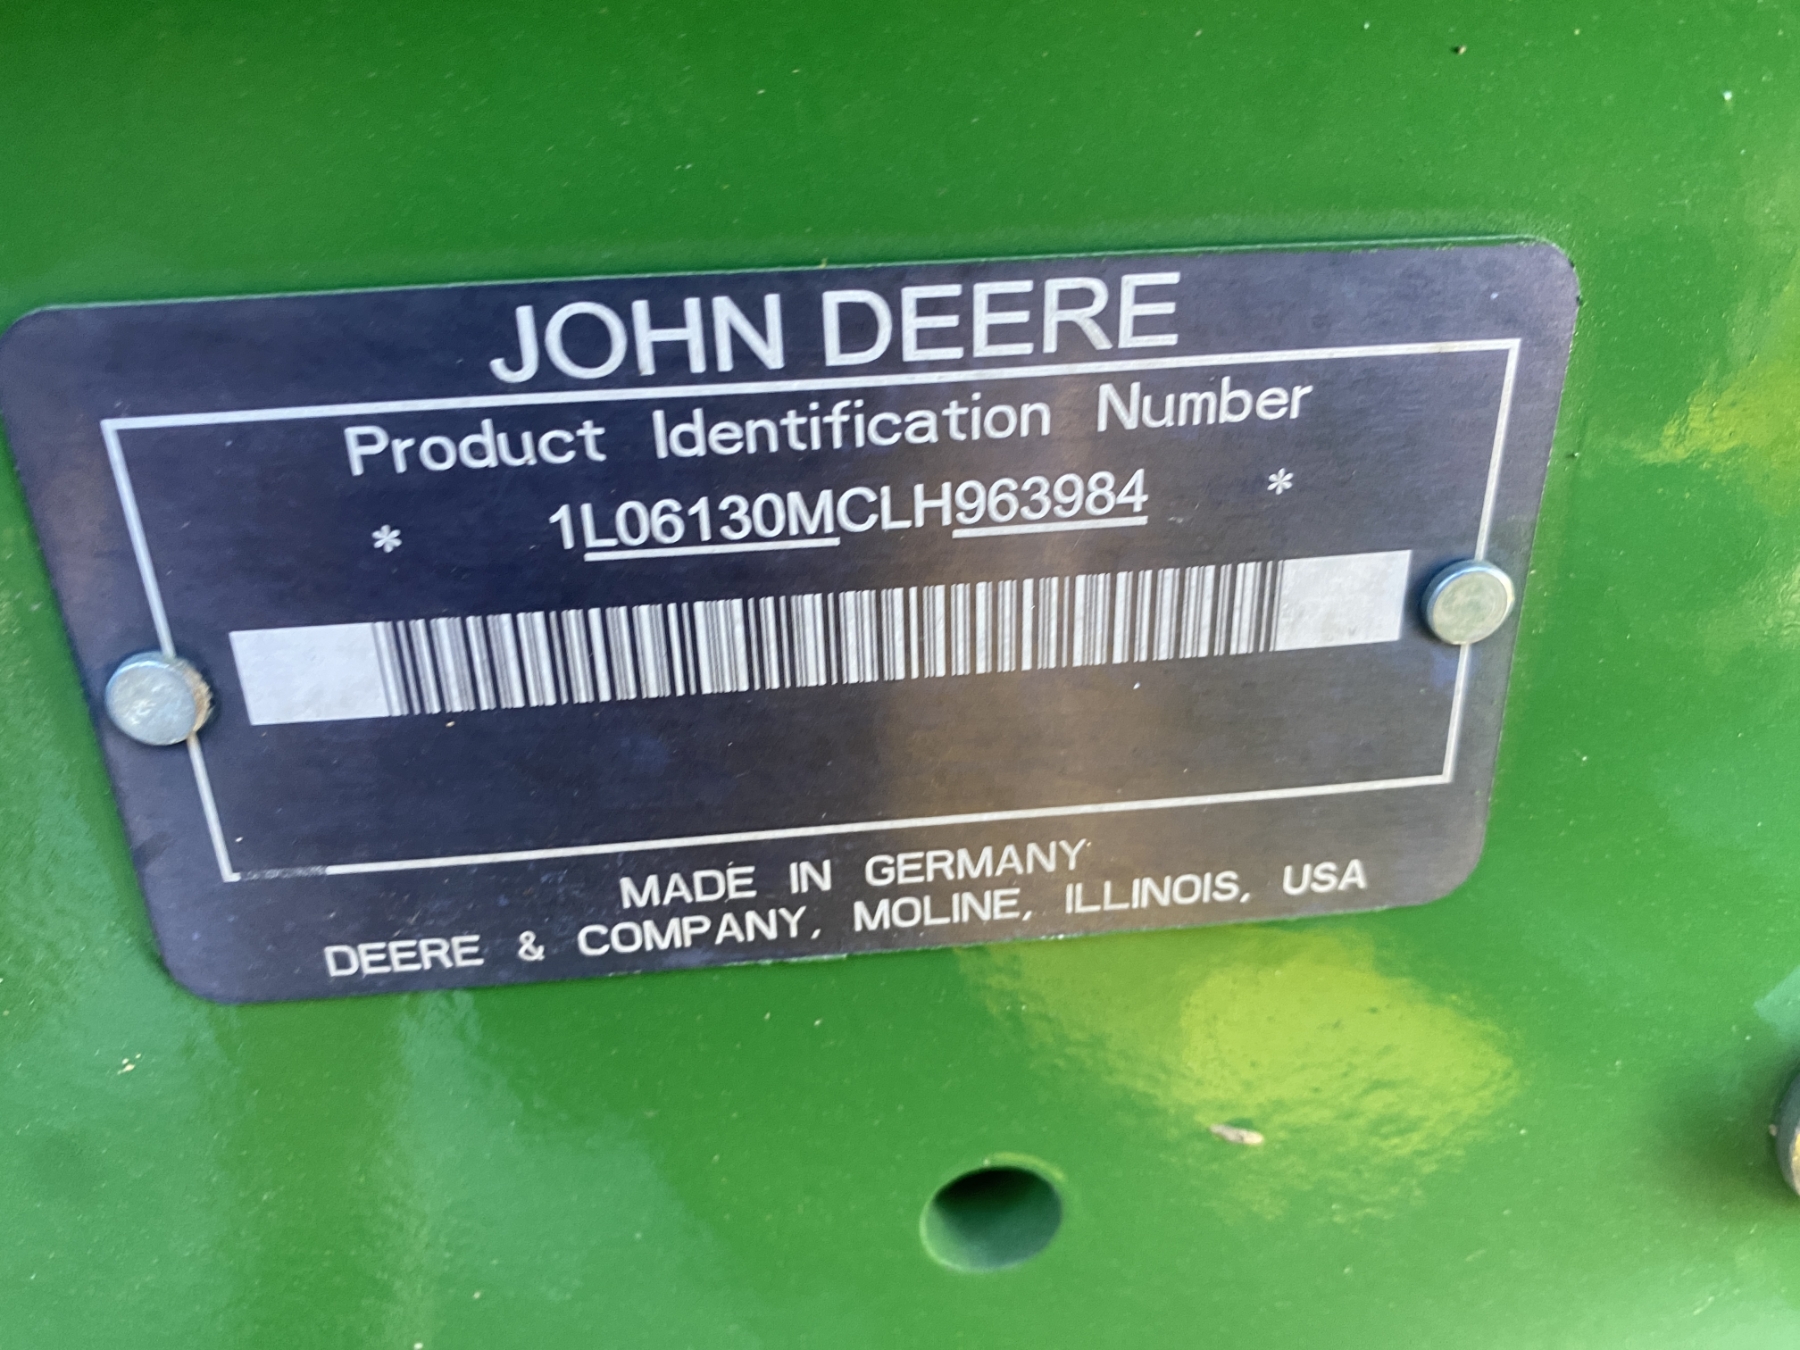 JOHN DEERE
Product Identification Number
* 1L06130MCLH963984 *
MADE IN GERMANY
DEERE & COMPANY, MOLINE, ILLINOIS, USA